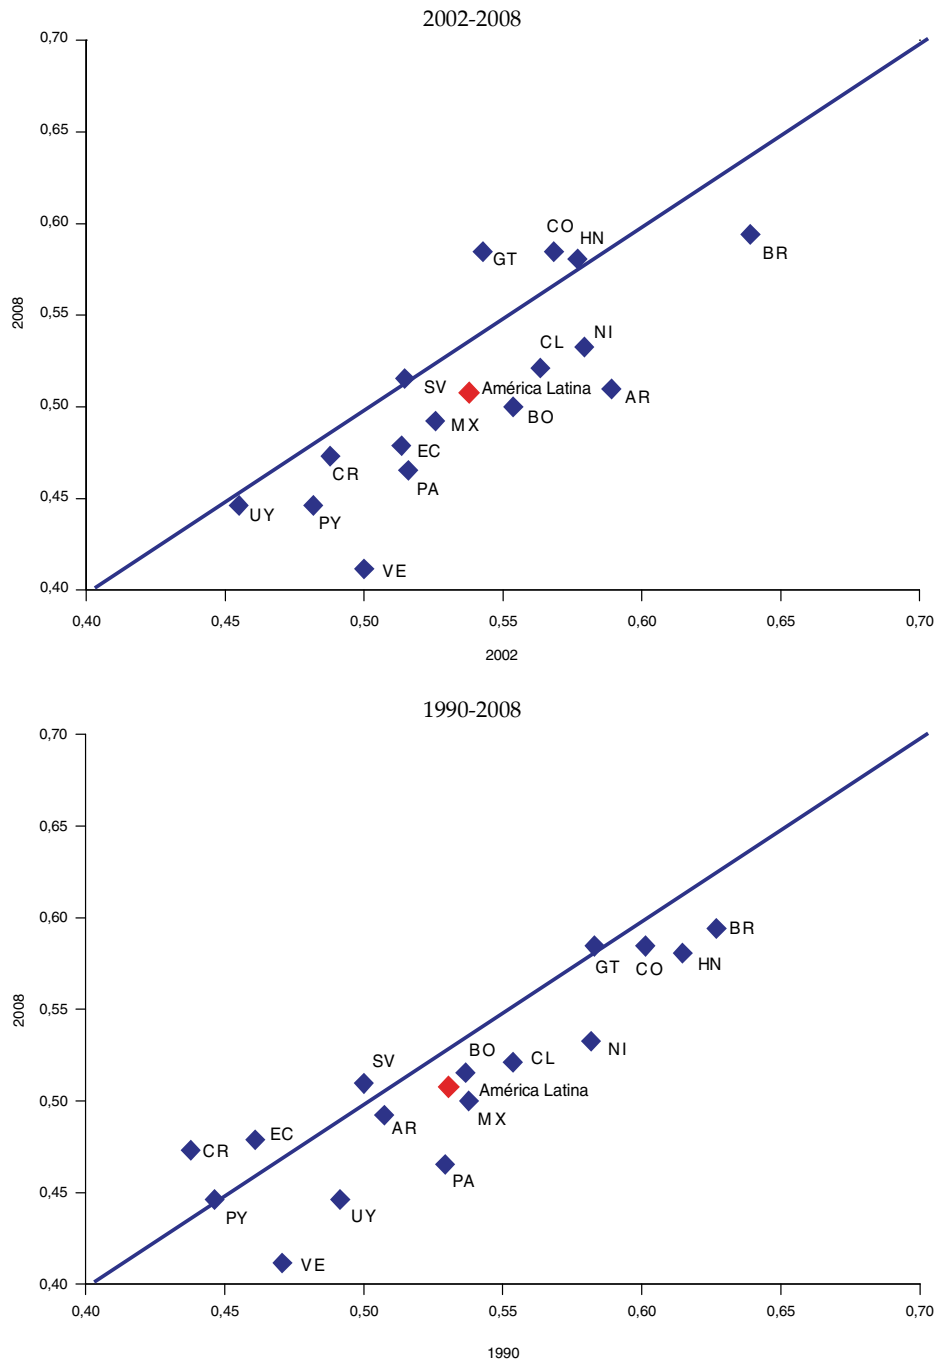 2002-2008
0,70
0,65
0,60
0,55
0,50
0,45
0,40
2008
CO
HN
GT
BR
NI
CL
SV
América Latina
AR
MX
BO
EC
CR
PA
UY
PY
VE
0,40 0,45 0,50 0,55 0,60 0,65 0,70
2002
1990-2008
0,70
0,65
0,60
0,55
0,50
0,45
0,40
2008
BR
GT
CO
HN
NI
BO
CL
SV
América Latina
MX
AR
EC
CR
PA
PY
UY
VE
0,40 0,45 0,50 0,55 0,60 0,65 0,70
1990